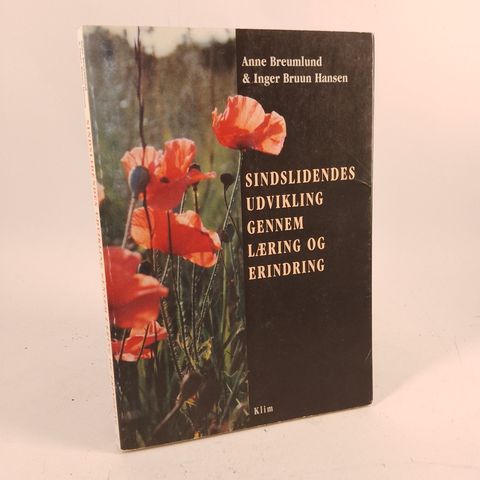 Anne Breumlund
& Inger Bruun Hansen
SINDSLIDENDES
UDVIKLING
GENNEM
LÆRING OG
ERINDRING
Klim